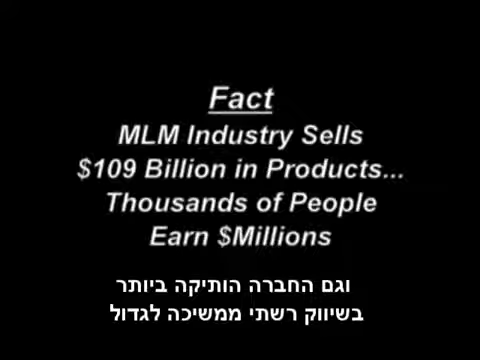 Fact
MLM Industry Sells
$109 Billion in Products...
Thousands of People
Earn $Millions
וגם החברה הותיקה ביותר
בשיווק רשתי ממשיכה לגדול